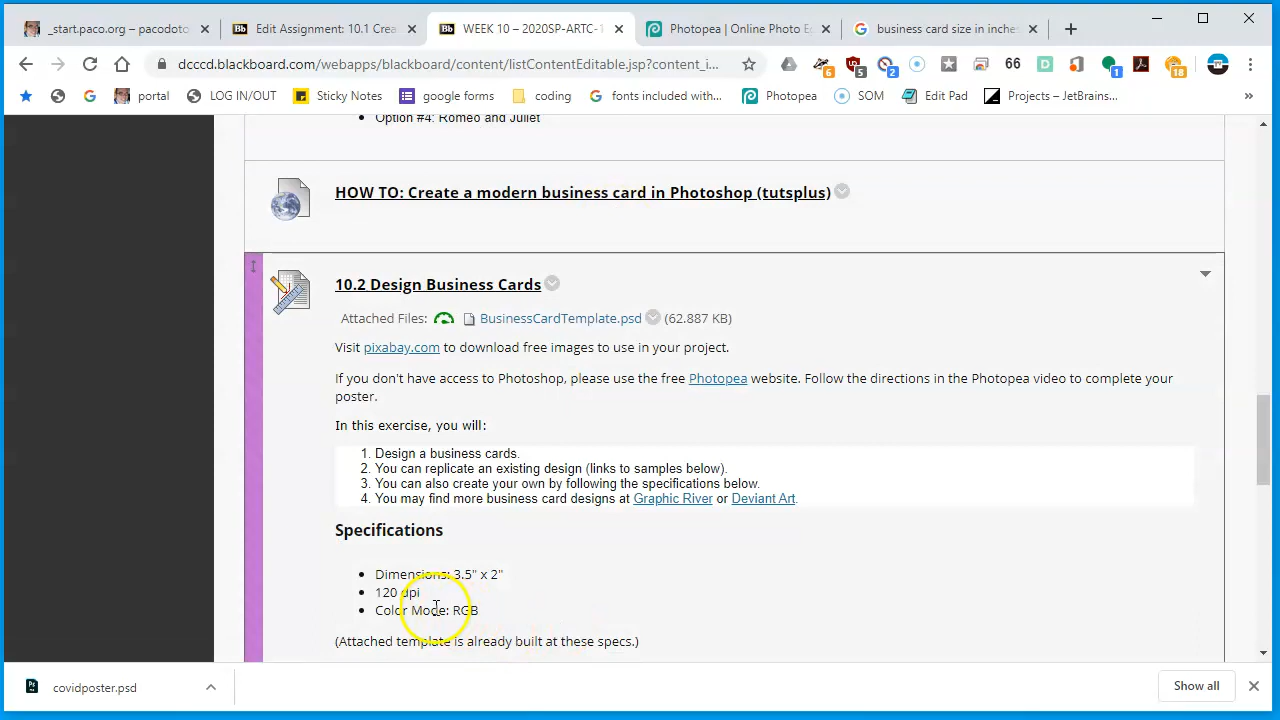 _start.paco.org – pacodoto
Edit Assignment: 10.1 Crea
WEEK 10 – 2020SP-ARTC-1
Photopea | Online Photo E
business card size in inche
dcccd.blackboard.com/webapps/blackboard/content/listContentEditable.jsp?content_i...
6
5
2
66
1
18
portal
LOG IN/OUT
Sticky Notes
google forms
coding
fonts included with...
Photopea
SOM
Edit Pad
Projects – JetBrains...
»
Option #4: Romeo and Juliet
HOW TO: Create a modern business card in Photoshop (tutsplus)
10.2 Design Business Cards
Attached Files: BusinessCardTemplate.psd (62.887 KB)
Visit pixabay.com to download free images to use in your project.
If you don't have access to Photoshop, please use the free Photopea website. Follow the directions in the Photopea video to complete your
poster.
In this exercise, you will:
1. Design a business cards.
2. You can replicate an existing design (links to samples below).
3. You can also create your own by following the specifications below.
4. You may find more business card designs at Graphic River or Deviant Art.
Specifications
Dimensions: 3.5" x 2"
120 dpi
Color Mode: RGB
(Attached template is already built at these specs.)
covidposter.psd
Show all